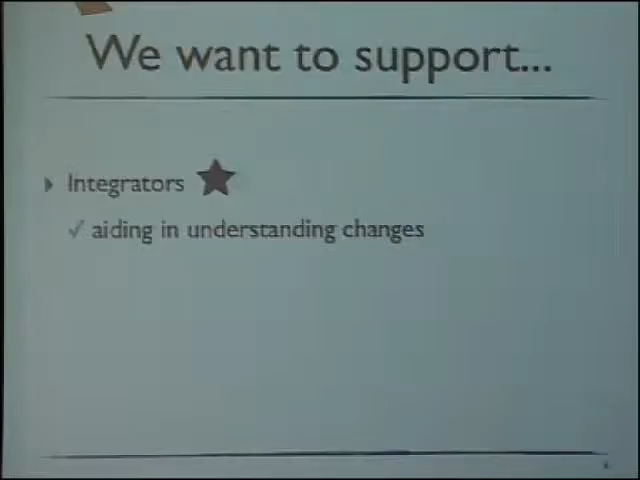 We want to support...
Integrators
aiding in understanding changes